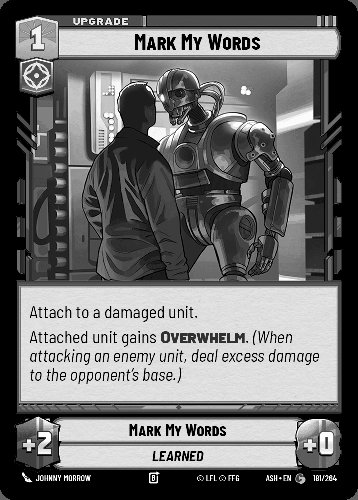 UPGRADE
1
MARK MY WORDS
Attach to a damaged unit.
Attached unit gains OVERWHELM. (When
attacking an enemy unit, deal excess damage
to the opponent's base.)
+2
MARK MY WORDS
+0
LEARNED
JOHNNY MORROW
© LFL © FFG
ASH • EN
181/264